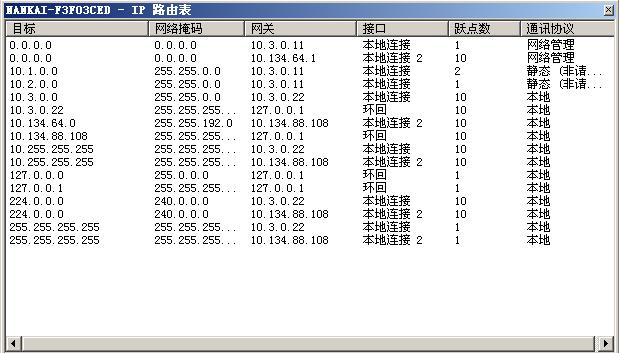 NANKAI-F3F03CED - IP 路由表
目标 网络掩码 网关 接口 跃点数 通讯协议
0.0.0.0 0.0.0.0 10.3.0.11 本地连接 1 网络管理
0.0.0.0 0.0.0.0 10.134.64.1 本地连接 2 10 网络管理
10.1.0.0 255.255.0.0 10.3.0.11 本地连接 2 静态 (非请...
10.2.0.0 255.255.0.0 10.3.0.11 本地连接 1 静态 (非请...
10.3.0.0 255.255.0.0 10.3.0.22 本地连接 10 本地
10.3.0.22 255.255.255... 127.0.0.1 环回 10 本地
10.134.64.0 255.255.192.0 10.134.88.108 本地连接 2 10 本地
10.134.88.108 255.255.255... 127.0.0.1 环回 10 本地
10.255.255.255 255.255.255... 10.3.0.22 本地连接 10 本地
10.255.255.255 255.255.255... 10.134.88.108 本地连接 2 10 本地
127.0.0.0 255.0.0.0 127.0.0.1 环回 1 本地
127.0.0.1 255.255.255... 127.0.0.1 环回 1 本地
224.0.0.0 240.0.0.0 10.3.0.22 本地连接 10 本地
224.0.0.0 240.0.0.0 10.134.88.108 本地连接 2 10 本地
255.255.255.255 255.255.255... 10.3.0.22 本地连接 1 本地
255.255.255.255 255.255.255... 10.134.88.108 本地连接 2 1 本地